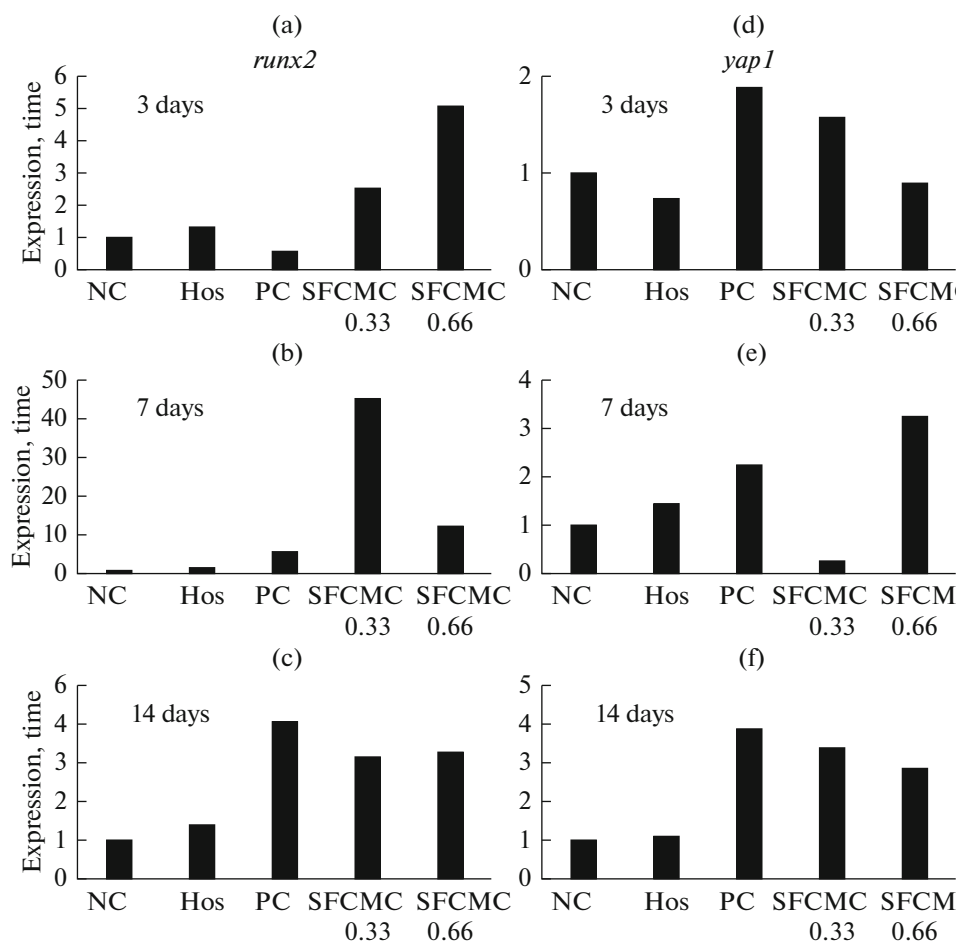 (a)
runx2
Expression, time
6
5
4
3
2
1
0
3 days
NC Hos PC SFCMC SFCMC
0.33 0.66
(d)
yap1
2
1
0
3 days
NC Hos PC SFCMC SFCMC
0.33 0.66
(b)
Expression, time
50
40
30
20
10
0
7 days
NC Hos PC SFCMC SFCMC
0.33 0.66
(e)
4
3
2
1
0
7 days
NC Hos PC SFCMC SFCM
0.33 0.66
(c)
Expression, time
6
4
3
2
1
0
14 days
NC Hos PC SFCMC SFCMC
0.33 0.66
(f)
5
4
3
2
1
0
14 days
NC Hos PC SFCMC SFCM
0.33 0.66